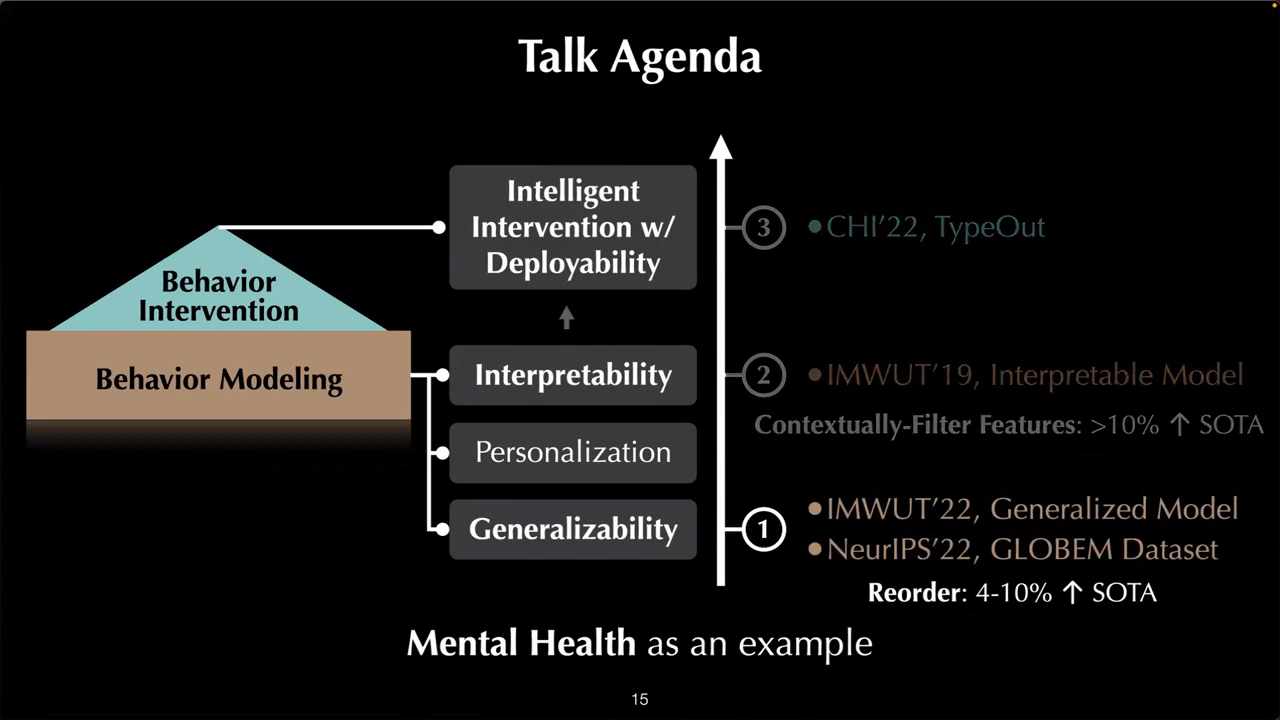 Talk Agenda
Behavior
Intervention
Behavior Modeling
Intelligent
Intervention w/
Deployability
Interpretability
Personalization
Generalizability
3
•CHI’22, TypeOut
2
•IMWUT’19, Interpretable Model
Contextually-Filter Features: >10% ↑ SOTA
1
•IMWUT’22, Generalized Model
•NeurIPS’22, GLOBEM Dataset
Reorder: 4-10% ↑ SOTA
Mental Health as an example
15